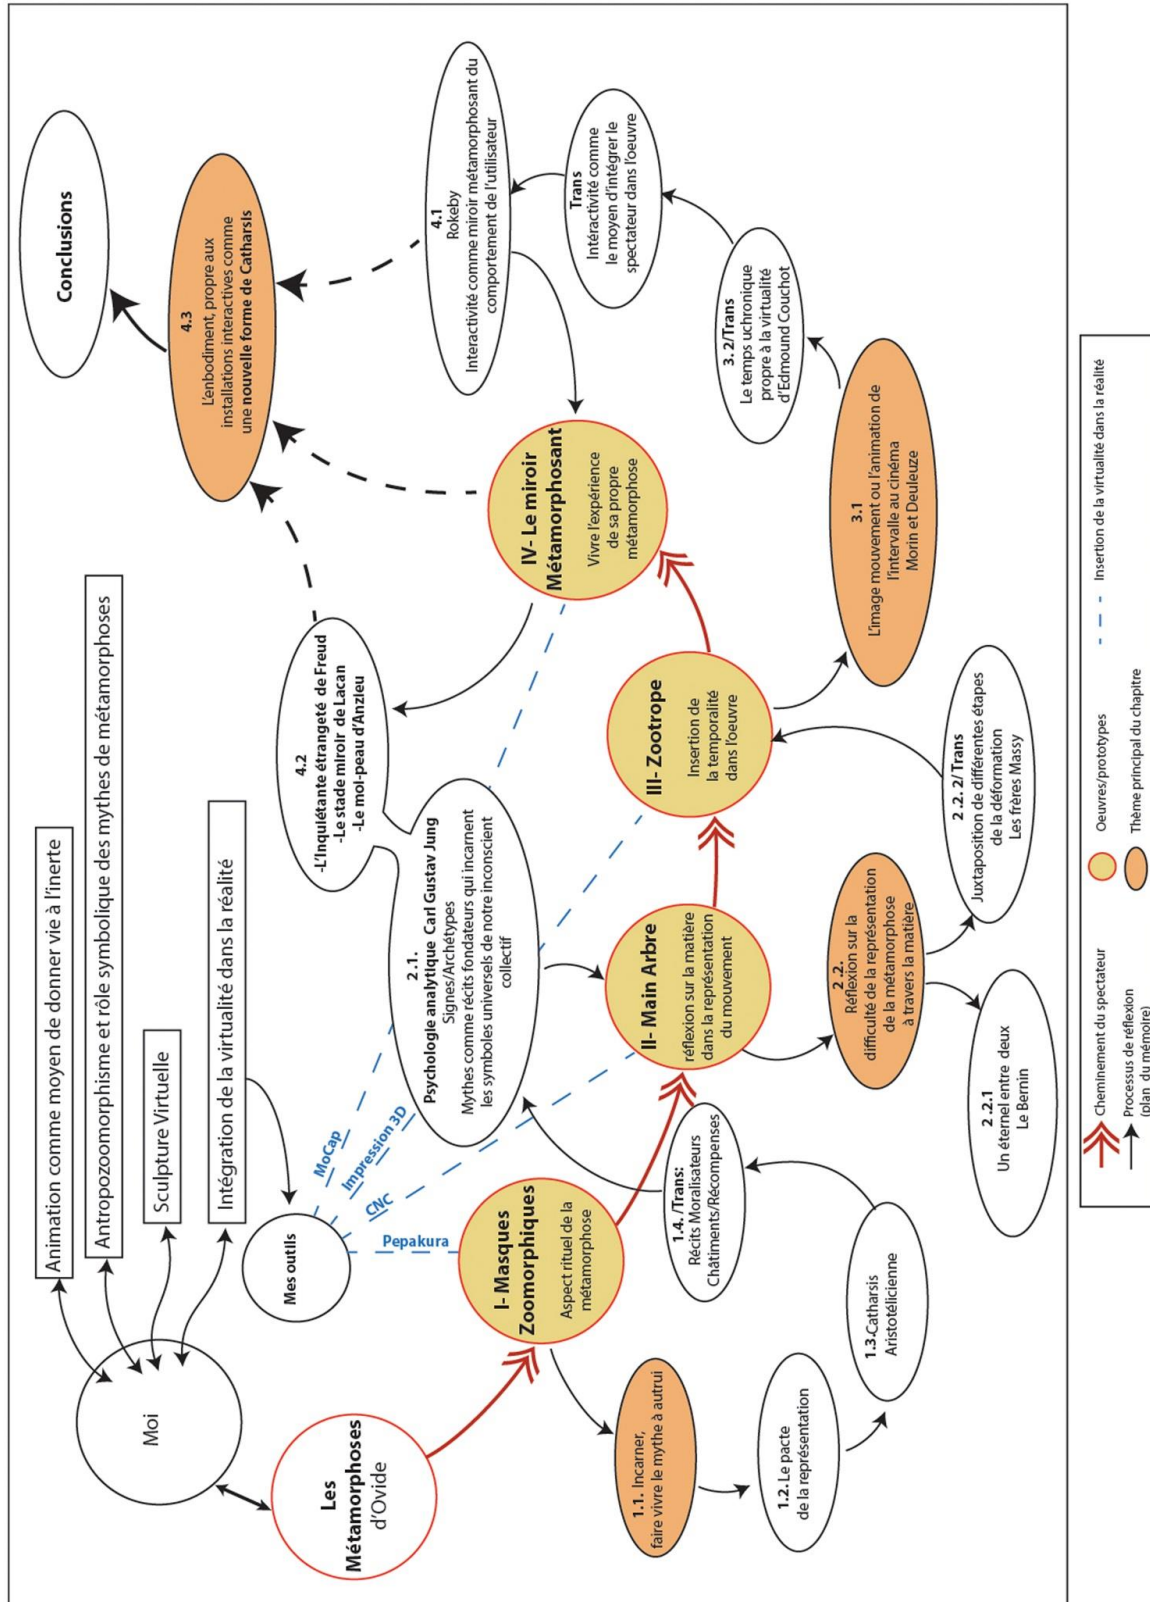 Moi
Animation comme moyen de donner vie à l'inerte
Antropozoomorphisme et rôle symbolique des mythes de métamorphoses
Sculpture Virtuelle
Intégration de la virtualité dans la réalité
Mes outils
MoCap
Impression 3D
CNC
Pepakura
Les
Métamorphoses
d'Ovide
I- Masques
Zoomorphiques
Aspect rituel de la
métamorphose
1.1. Incarner,
faire vivre le mythe à autrui
1.2. Le pacte
de la représentation
1.3.Catharsis
Aristotélicienne
1.4. /Trans:
Récits Moralisateurs
Châtiments/Récompenses
2.1.
Psychologie analytique Carl Gustav Jung
Signes/Archétypes
Mythes comme récits fondateurs qui incarnent
les symboles universels de notre inconscient
collectif
II- Main Arbre
réflexion sur la matière
dans la représentation
du mouvement
2.2.
Réflexion sur la
difficulté de la représentation
de la métamorphose
à travers la matière
2 .2.1
Un éternel entre deux
Le Bernin
2 .2. 2/ Trans
Juxtaposition de différentes étapes
de la déformation
Les frères Massy
III- Zootrope
Insertion de
la temporalité
dans l'oeuvre
3.1
L'image mouvement ou l'animation de
l'intervalle au cinéma
Morin et Deuleuze
3. 2/Trans
Le temps uchronique
propre à la virtualité
d'Edmound Couchot
Trans
Intéractivité comme
le moyen d'intégrer le
spectateur dans l'oeuvre
4.1
Rokeby
Interactivité comme miroir métamorphosant du
comportement de l'utilisateur
IV- Le miroir
Métamorphosant
Vivre l'expérience
de sa propre
métamorphose
4.2
-L'Inquiétante étrangeté de Freud
-Le stade miroir de Lacan
-Le moI-peau d'Anzieu
4.3
L'enbodiment, propre aux
installations interactives comme
une nouvelle forme de Catharsis
Conclusions
Cheminement du spectateur
Processus de réflexion
(plan du mémoire)
Oeuvres/prototypes
Thème principal du chapitre
Insertion de la virtualité dans la réalité